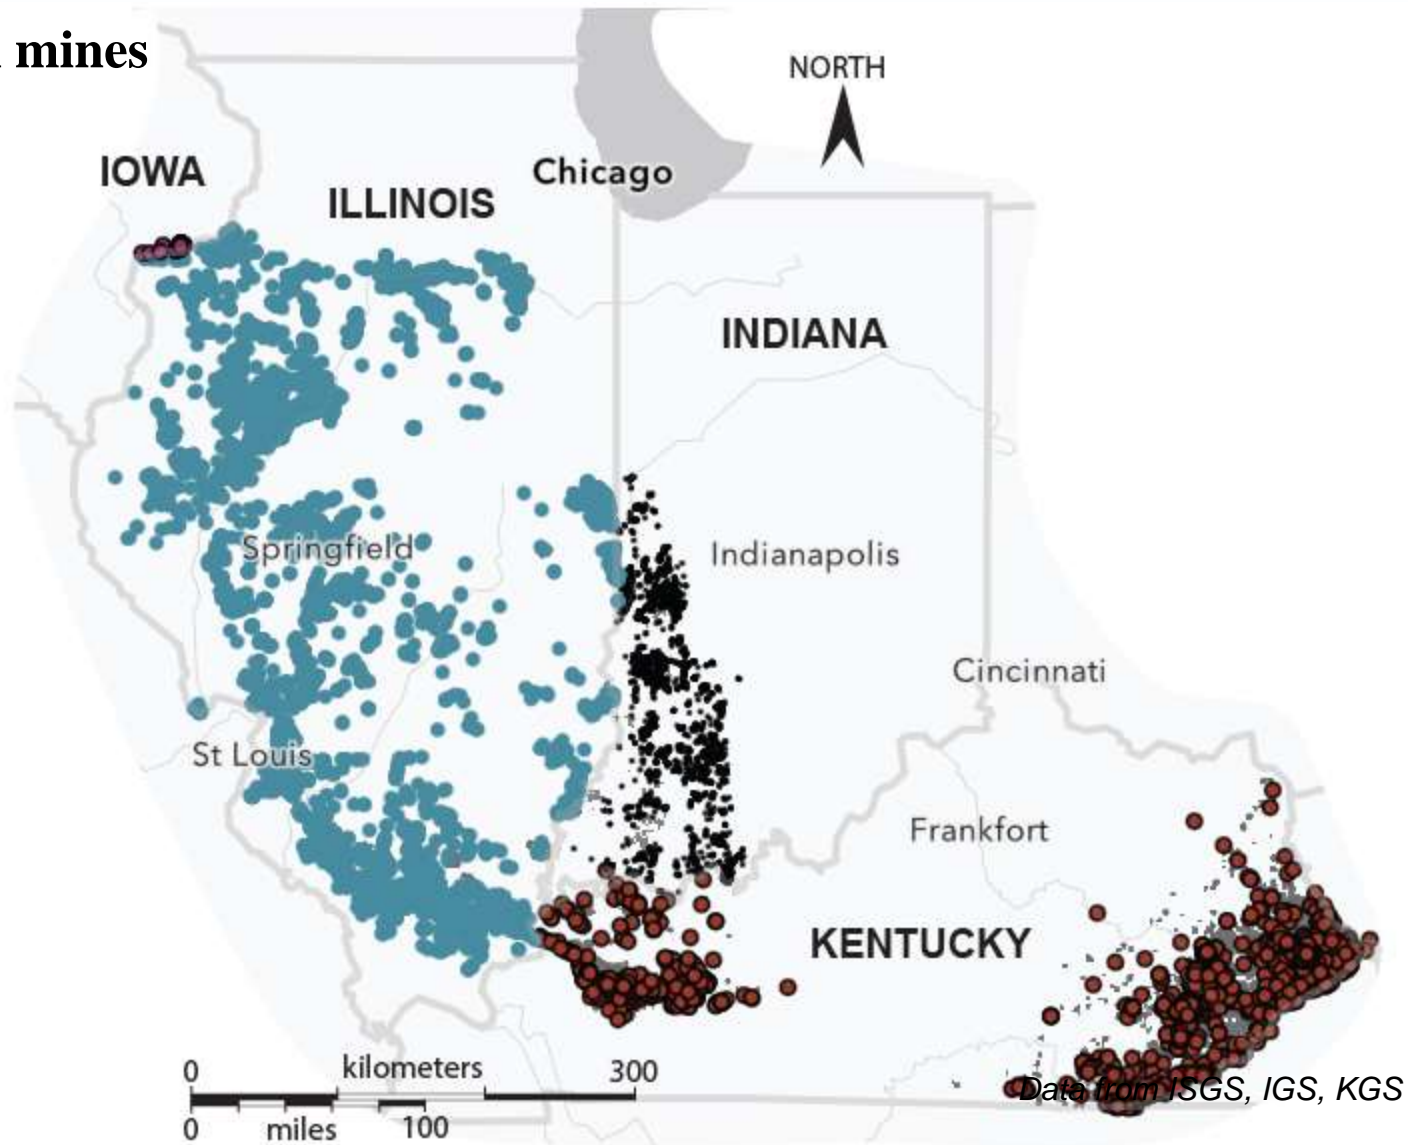 mines
NORTH
IOWA
ILLINOIS
Chicago
INDIANA
Springfield
Indianapolis
Cincinnati
St Louis
Frankfort
KENTUCKY
0 kilometers 300
0 miles 100
Data from ISGS, IGS, KGS